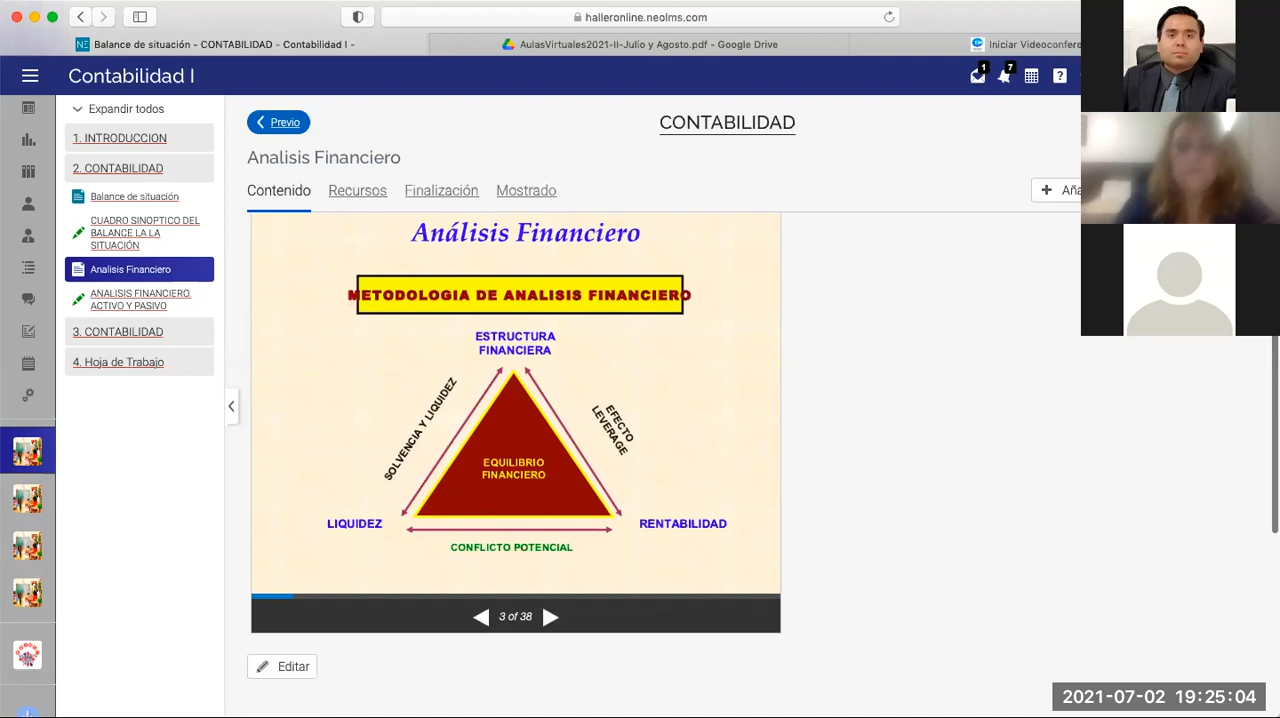 halleronline.neolms.com
Balance de situación - CONTABILIDAD - Contabilidad I -
AulasVirtuales2021-II-Julio y Agosto.pdf - Google Drive
Iniciar Videoconfe
Contabilidad I
1
7
?
Expandir todos
1. INTRODUCCION
2. CONTABILIDAD
Balance de situación
CUADRO SINOPTICO DEL
BALANCE LA LA
SITUACIÓN
Analisis Financiero
ANALISIS FINANCIERO.
ACTIVO Y PASIVO
3. CONTABILIDAD
4. Hoja de Trabajo
Previo
CONTABILIDAD
Analisis Financiero
Contenido
Recursos
Finalización
Mostrado
Aña
Análisis Financiero
METODOLOGIA DE ANALISIS FINANCIERO
ESTRUCTURA
FINANCIERA
SOLVENCIA Y LIQUIDEZ
EFECTO
LEVERAGE
EQUILIBRIO
FINANCIERO
LIQUIDEZ
RENTABILIDAD
CONFLICTO POTENCIAL
3 of 38
Editar
2021-07-02 19:25:04